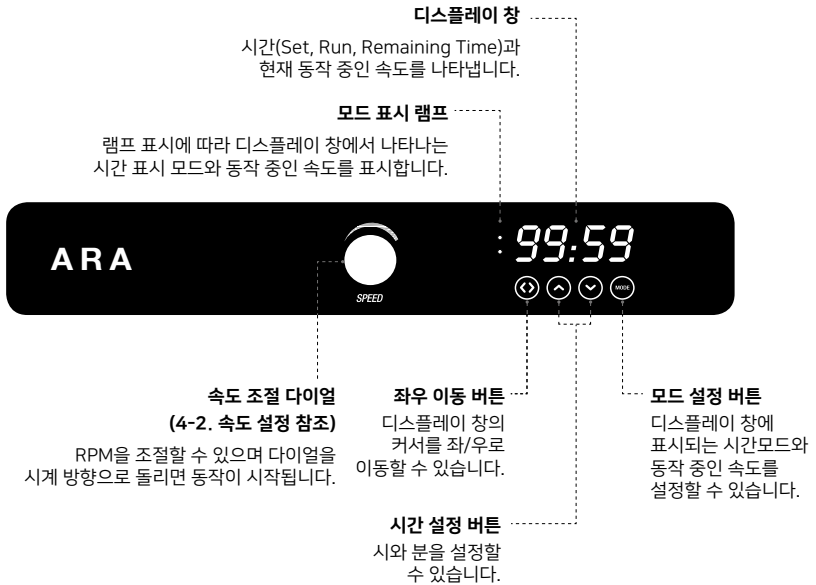 디스플레이 창
시간(Set, Run, Remaining Time)과
현재 동작 중인 속도를 나타냅니다.
모드 표시 램프
램프 표시에 따라 디스플레이 창에서 나타나는
시간 표시 모드와 동작 중인 속도를 표시합니다.
ARA
SPEED
99:59
MODE
속도 조절 다이얼
(4-2. 속도 설정 참조)
RPM을 조절할 수 있으며 다이얼을
시계 방향으로 돌리면 동작이 시작됩니다.
좌우 이동 버튼
디스플레이 창의
커서를 좌/우로
이동할 수 있습니다.
모드 설정 버튼
디스플레이 창에
표시되는 시간모드와
동작 중인 속도를
설정할 수 있습니다.
시간 설정 버튼
시와 분을 설정할
수 있습니다.